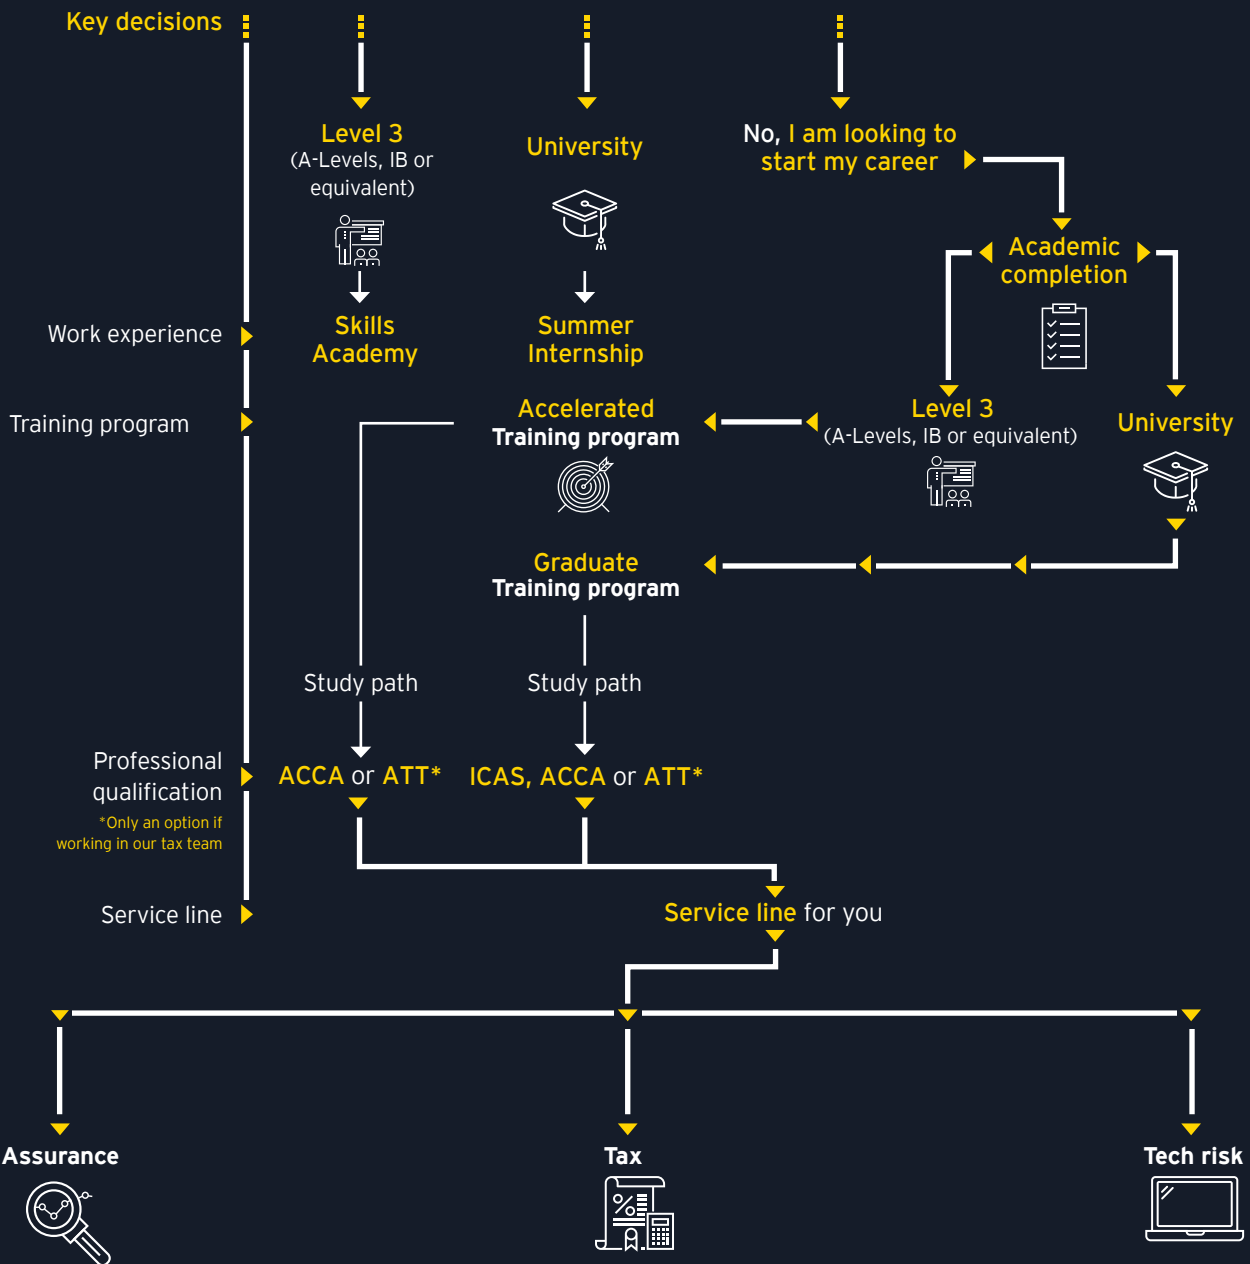 Key decisions
Level 3
(A-Levels, IB or
equivalent)
University
No, I am looking to
start my career
Academic
completion
Work experience
Skills
Academy
Summer
Internship
Training program
Accelerated
Training program
Level 3
(A-Levels, IB or equivalent)
University
Graduate
Training program
Study path
Study path
Professional
qualification
*Only an option if
working in our tax team
ACCA or ATT*
ICAS, ACCA or ATT*
Service line
Service line for you
Assurance
Tax
Tech risk